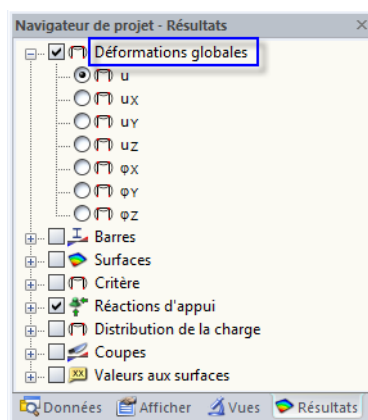 Navigateur de projet - Résultats
Déformations globales
u
ux
uY
uz
φx
φY
φz
Barres
Surfaces
Critère
Réactions d'appui
Distribution de la charge
Coupes
Valeurs aux surfaces
Données Afficher Vues Résultats